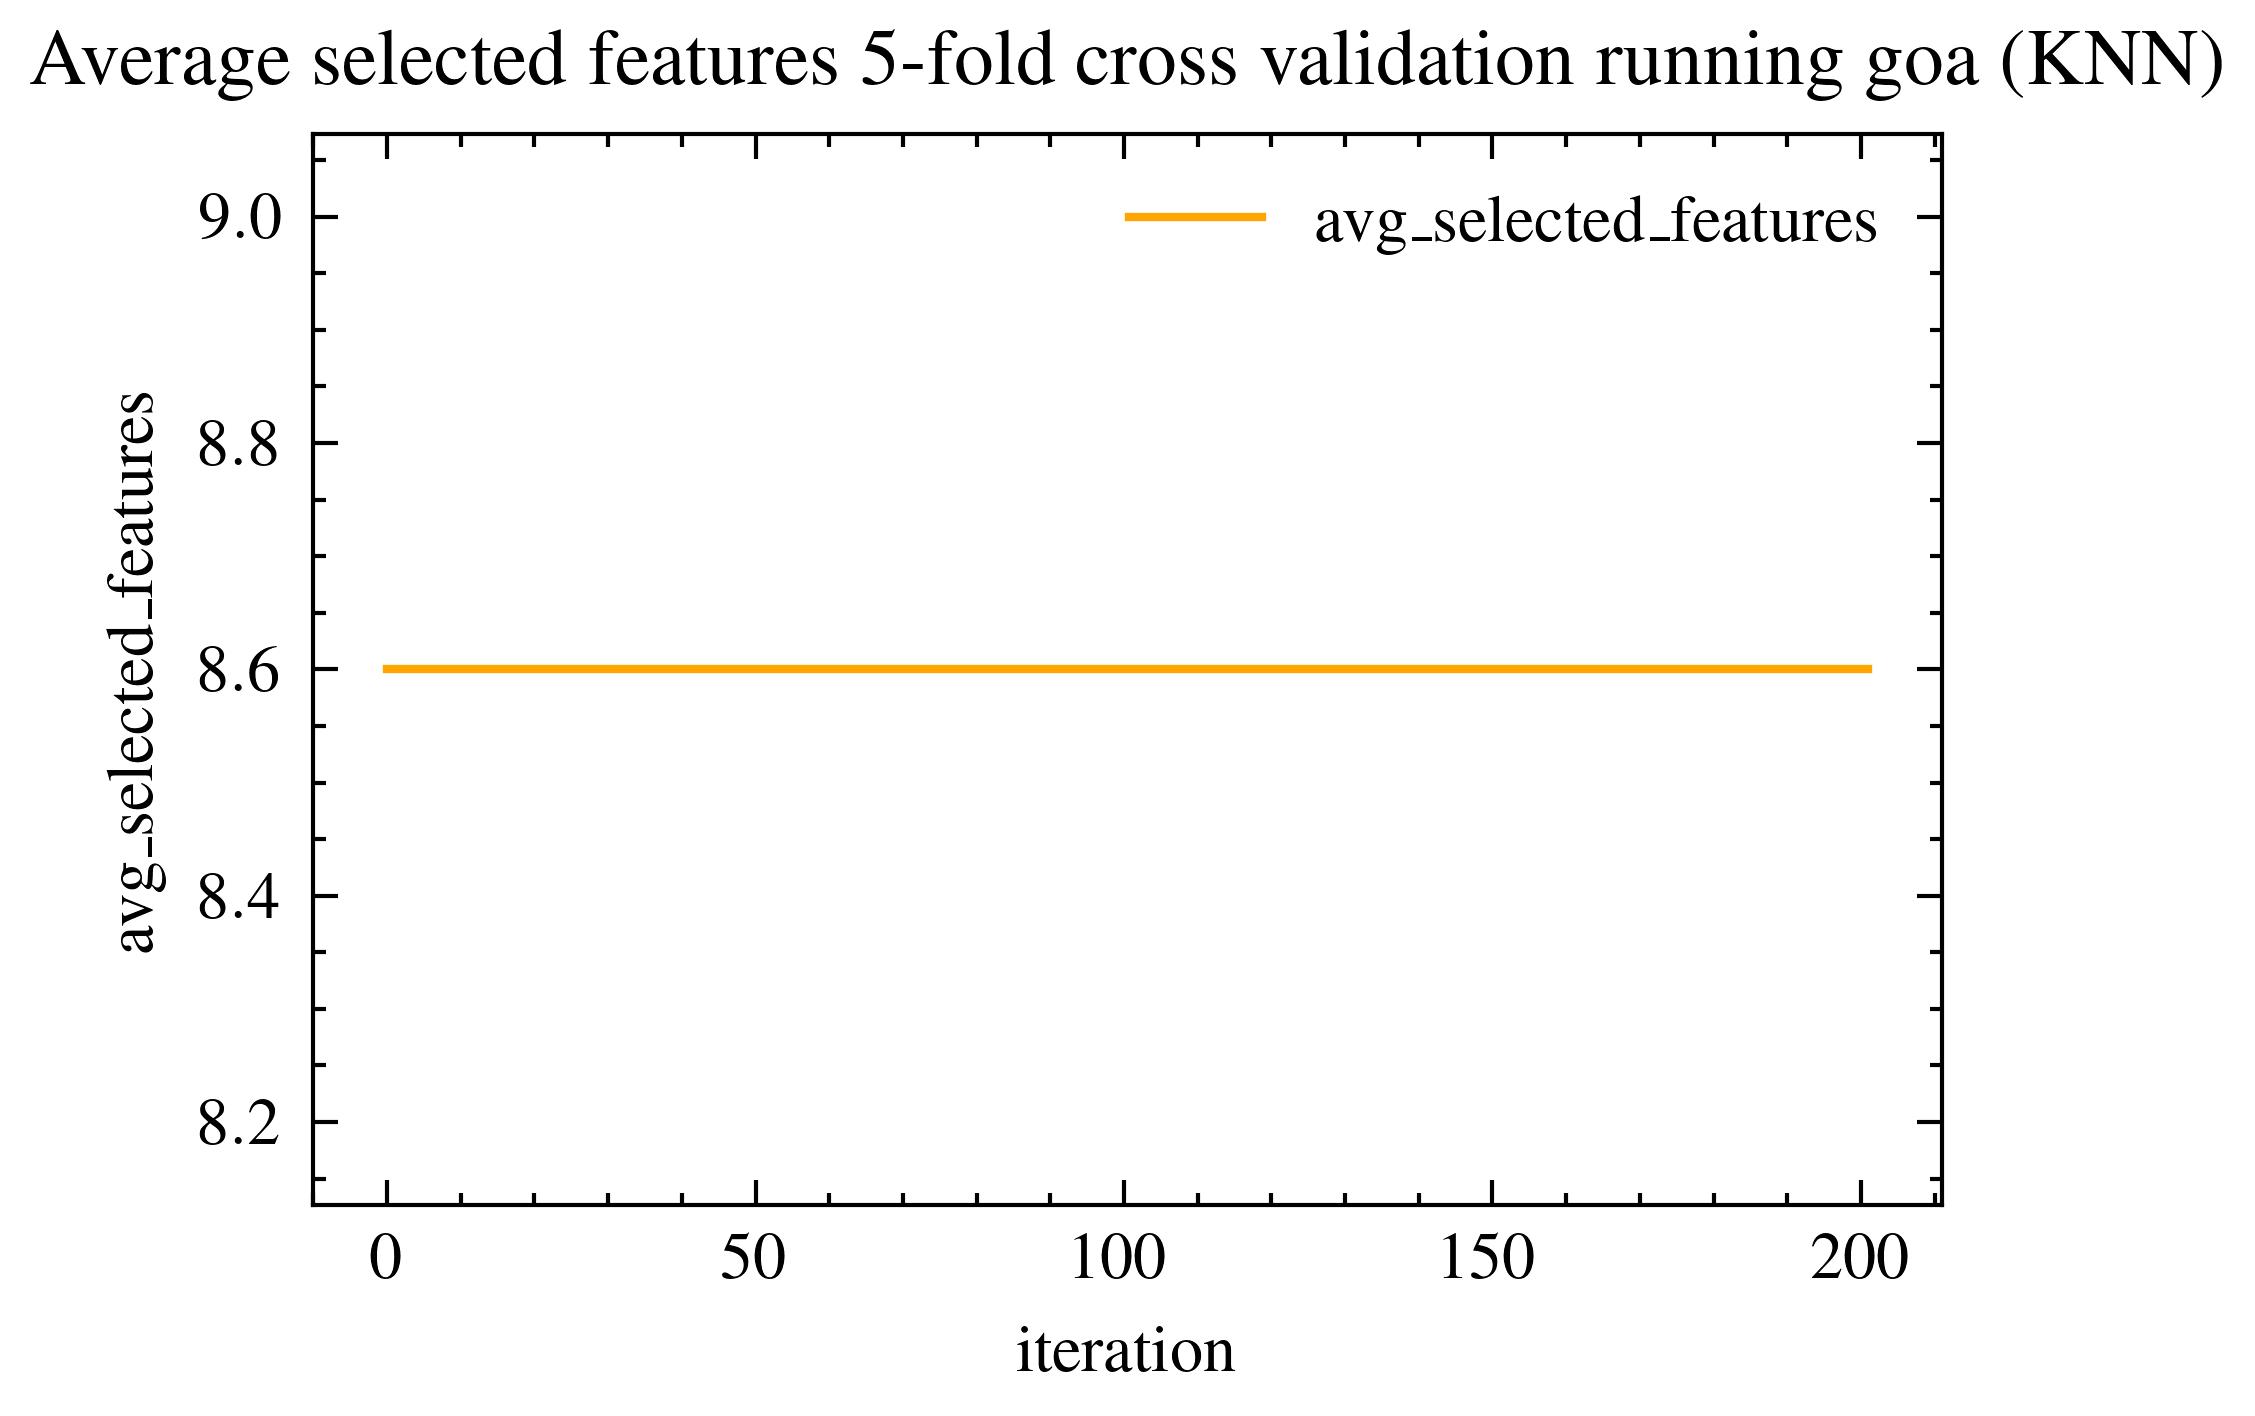 Average selected features 5-fold cross validation running goa (KNN)
avg_selected_features
avg_selected_features
9.0
8.8
8.6
8.4
8.2
0 50 100 150 200
iteration